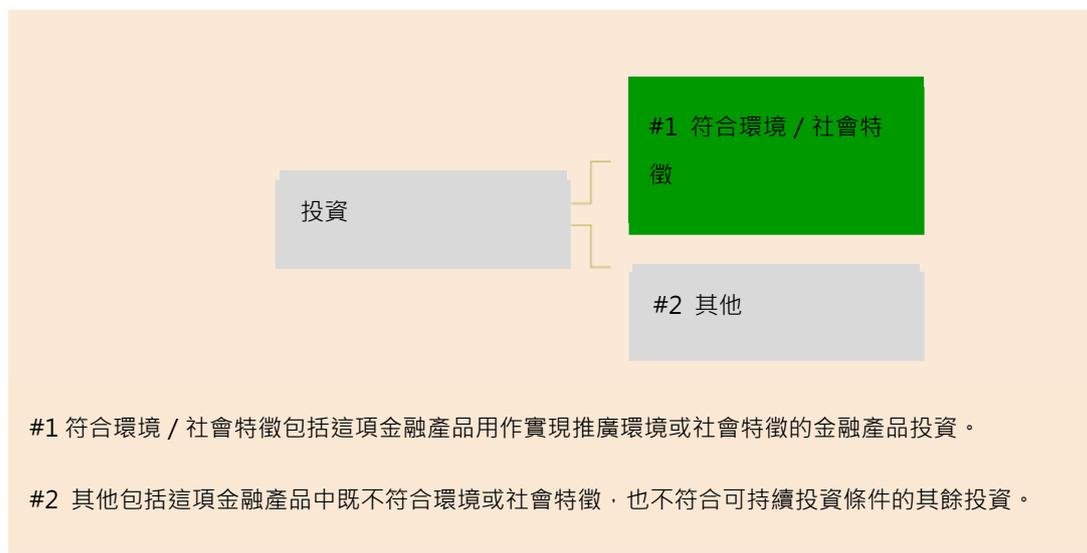 #1 符合環境 / 社會特
徵
投資
#2 其他
#1 符合環境 / 社會特徵包括這項金融產品用作實現推廣環境或社會特徵的金融產品投資。
#2 其他包括這項金融產品中既不符合環境或社會特徵，也不符合可持續投資條件的其餘投資。